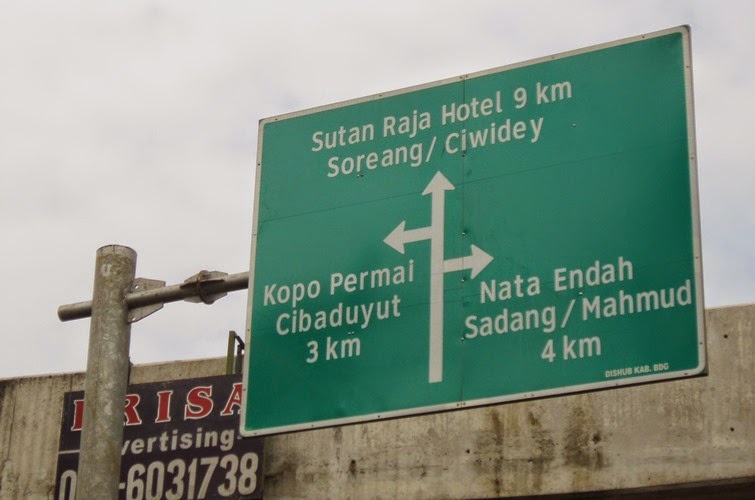 Sutan Raja Hotel 9 km
Soreang/Ciwidey
Kopo Permai
Cibaduyut
3 km
Nata Endah
Sadang/Mahmud
4 km
DISHUB KAB. BDG
RISA
vertising
6031738